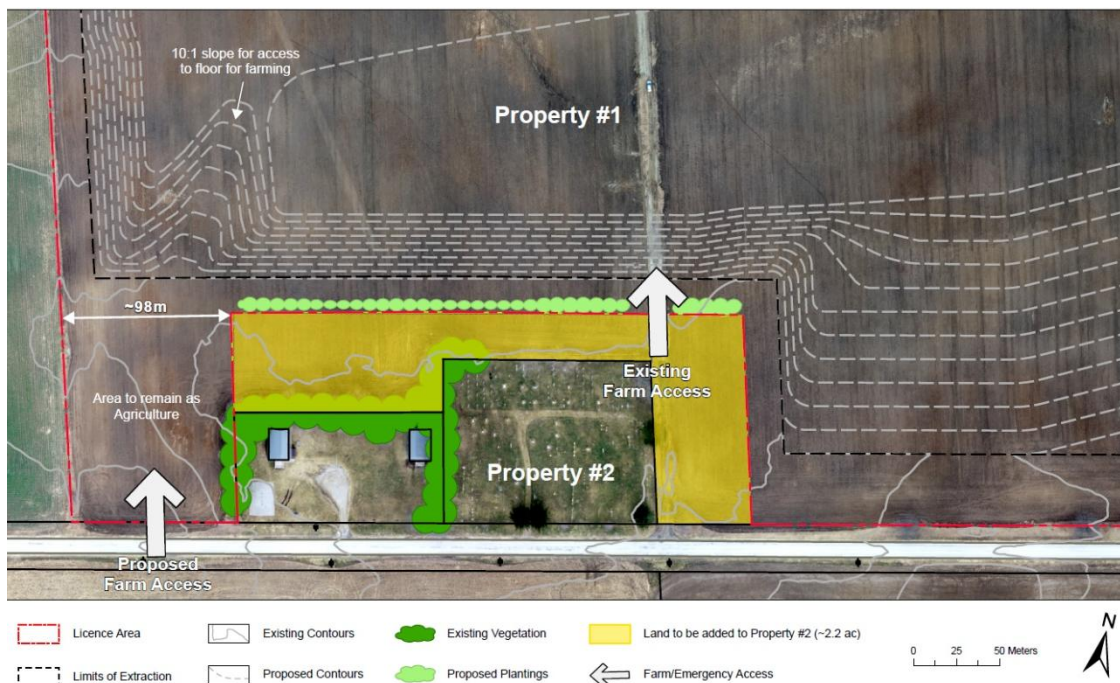 10:1 slope for access
to floor for farming
Property #1
~98m
Area to remain as
Agriculture
Existing
Farm Access
Property #2
Proposed
Farm Access
Licence Area
Existing Contours
Existing Vegetation
Land to be added to Property #2 (~2.2 ac)
N
Limits of Extraction
Proposed Contours
Proposed Plantings
Farm/Emergency Access
0 25 50 Meters